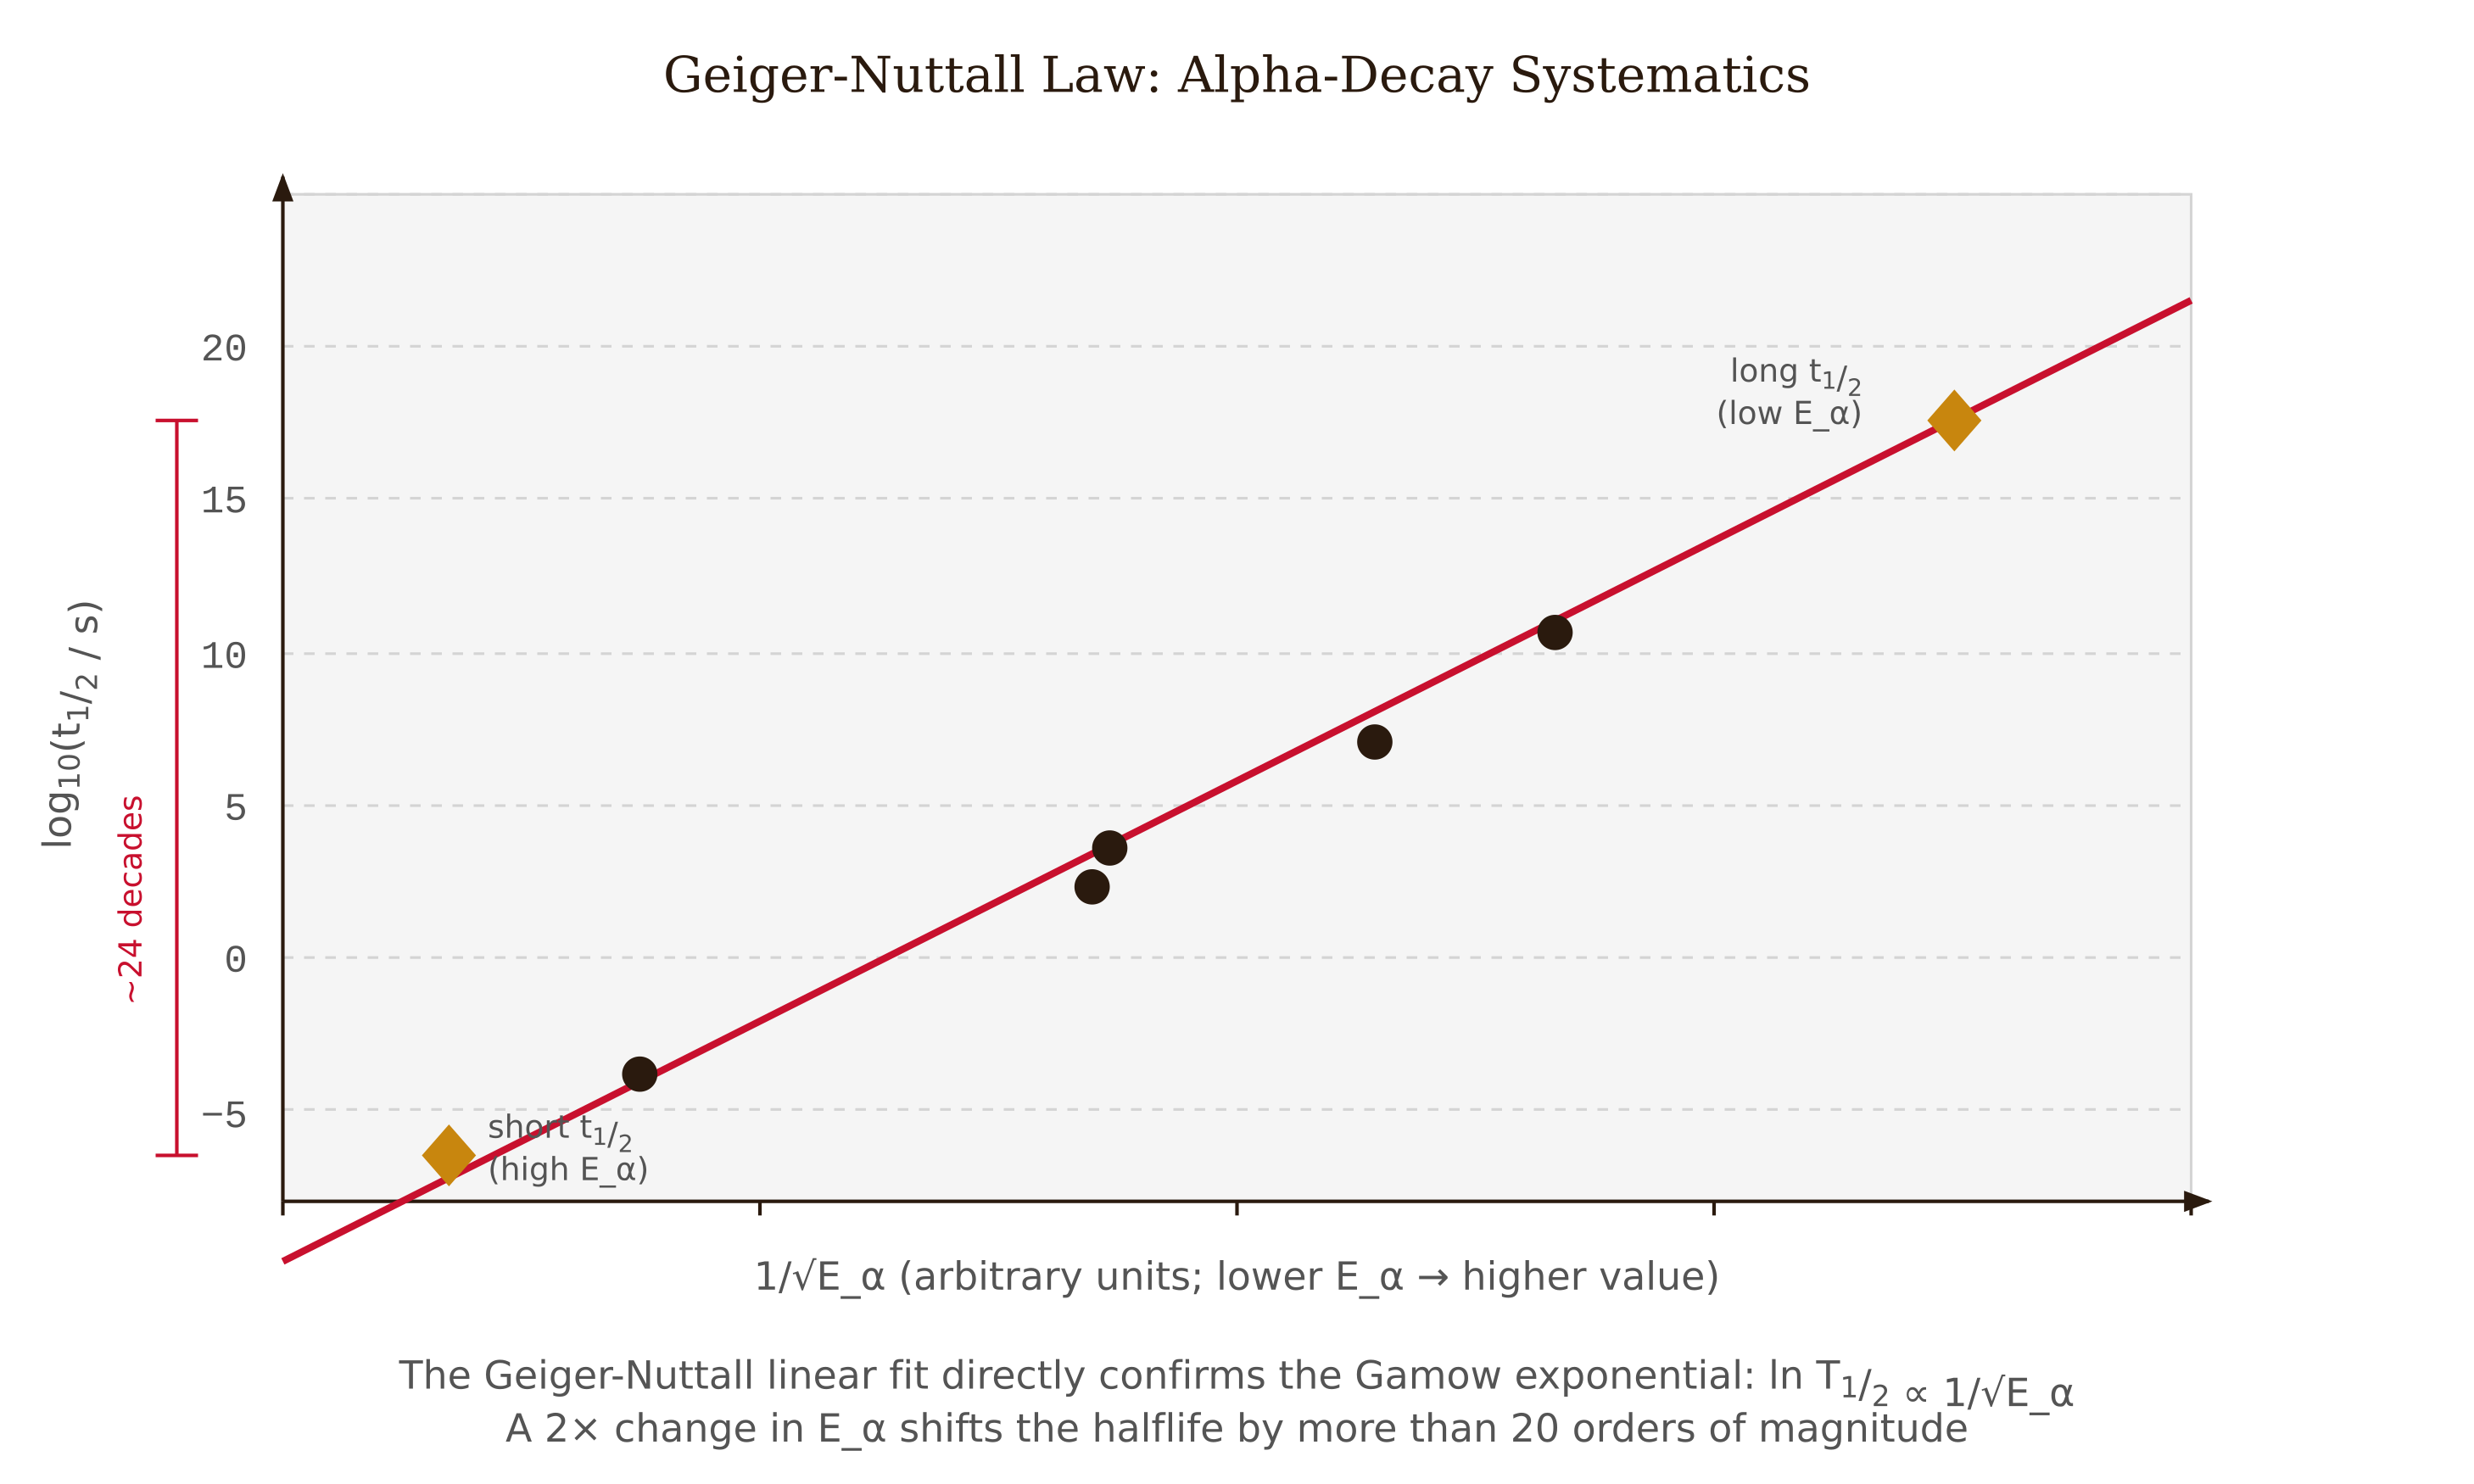 Geiger-Nuttall Law: Alpha-Decay Systematics
20
15
10
5
0
−5
log₁₀(t₁/₂ / s)
~24 decades
long t₁/₂
(low E_α)
short t₁/₂
(high E_α)
1/√E_α (arbitrary units; lower E_α → higher value)
The Geiger-Nuttall linear fit directly confirms the Gamow exponential: ln T₁/₂ ∝ 1/√E_α
A 2× change in E_α shifts the halflife by more than 20 orders of magnitude